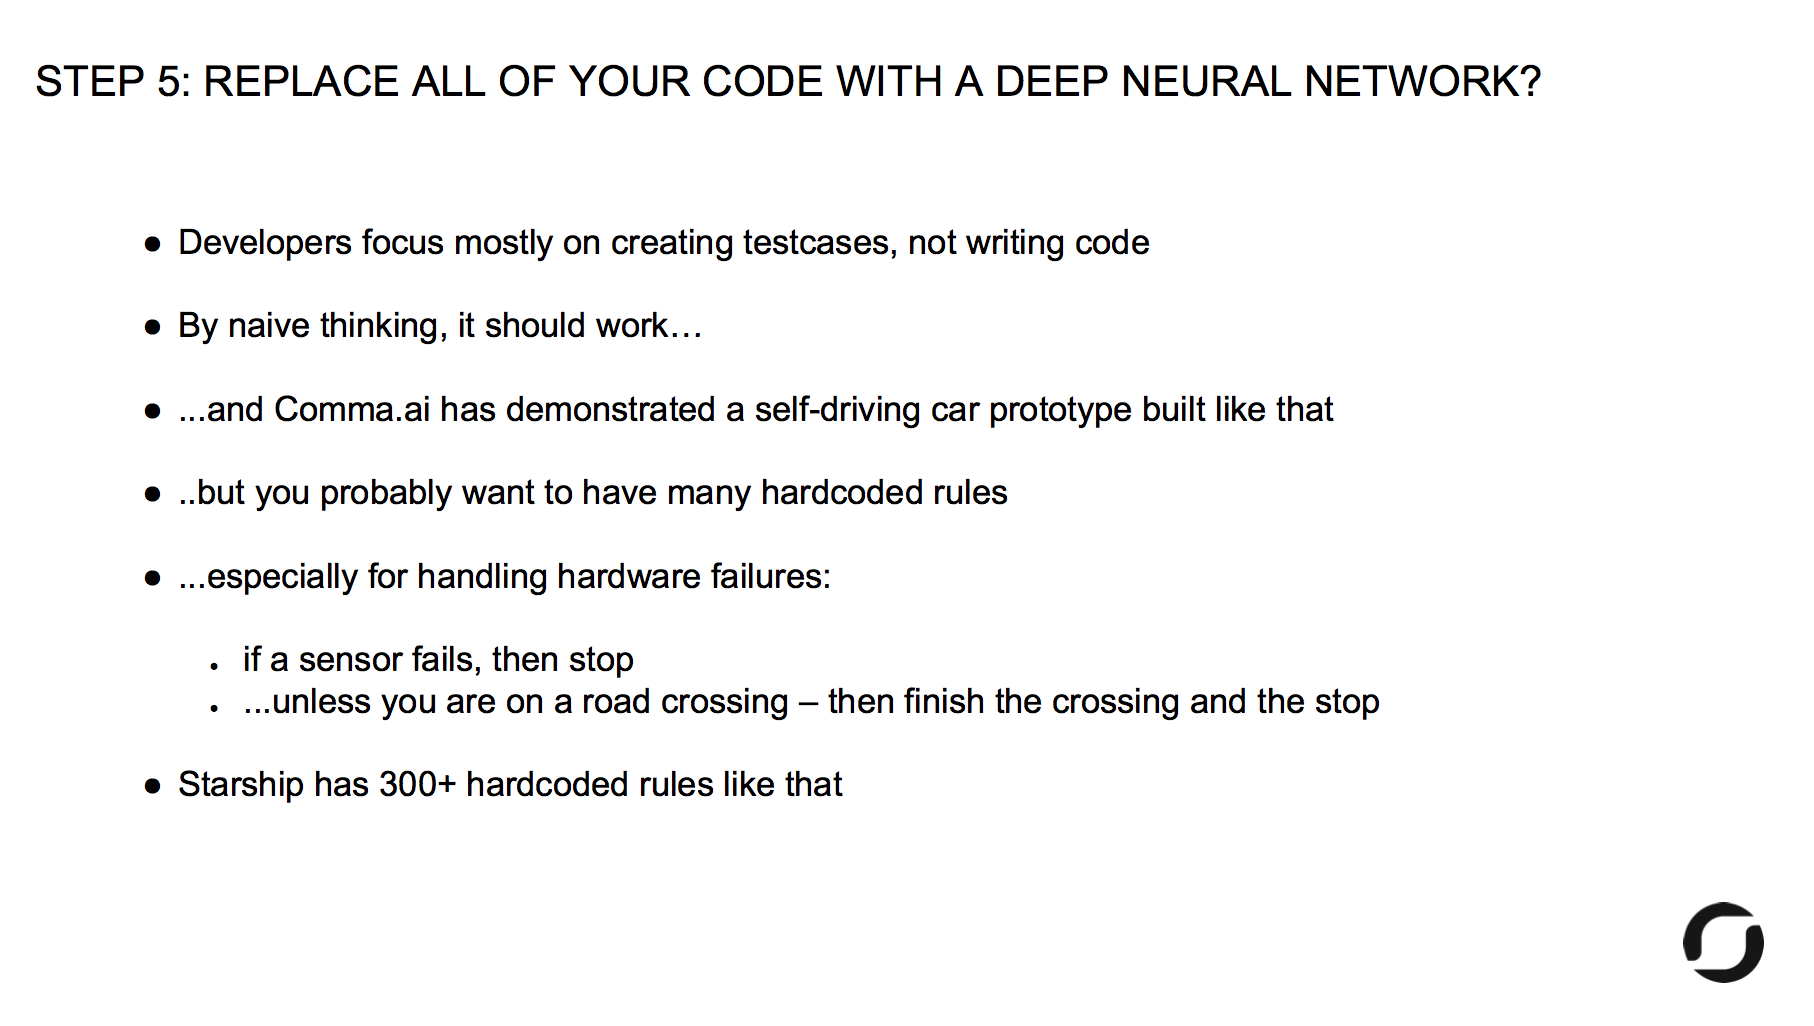 STEP 5: REPLACE ALL OF YOUR CODE WITH A DEEP NEURAL NETWORK?
● Developers focus mostly on creating testcases, not writing code
● By naive thinking, it should work…
● ...and Comma.ai has demonstrated a self-driving car prototype built like that
● ..but you probably want to have many hardcoded rules
● ...especially for handling hardware failures:
• if a sensor fails, then stop
• ...unless you are on a road crossing – then finish the crossing and the stop
● Starship has 300+ hardcoded rules like that